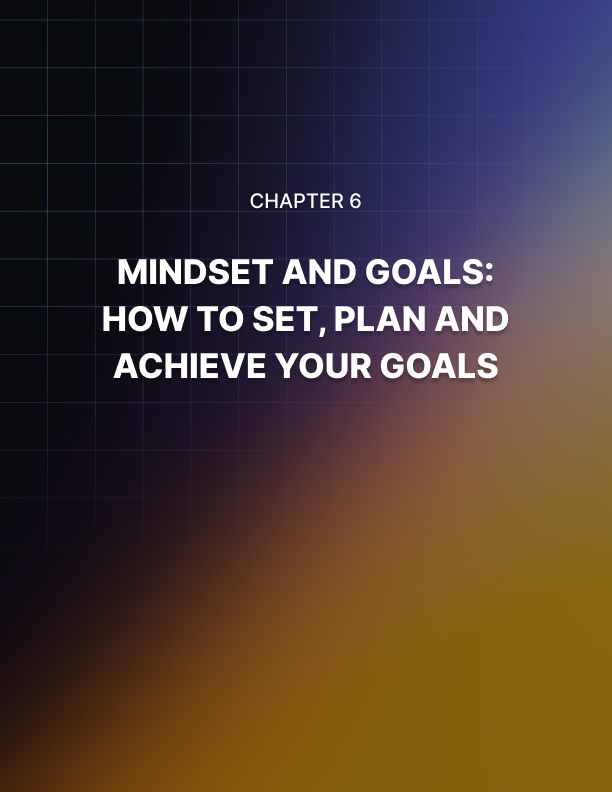 CHAPTER 6
MINDSET AND GOALS:
HOW TO SET, PLAN AND
ACHIEVE YOUR GOALS